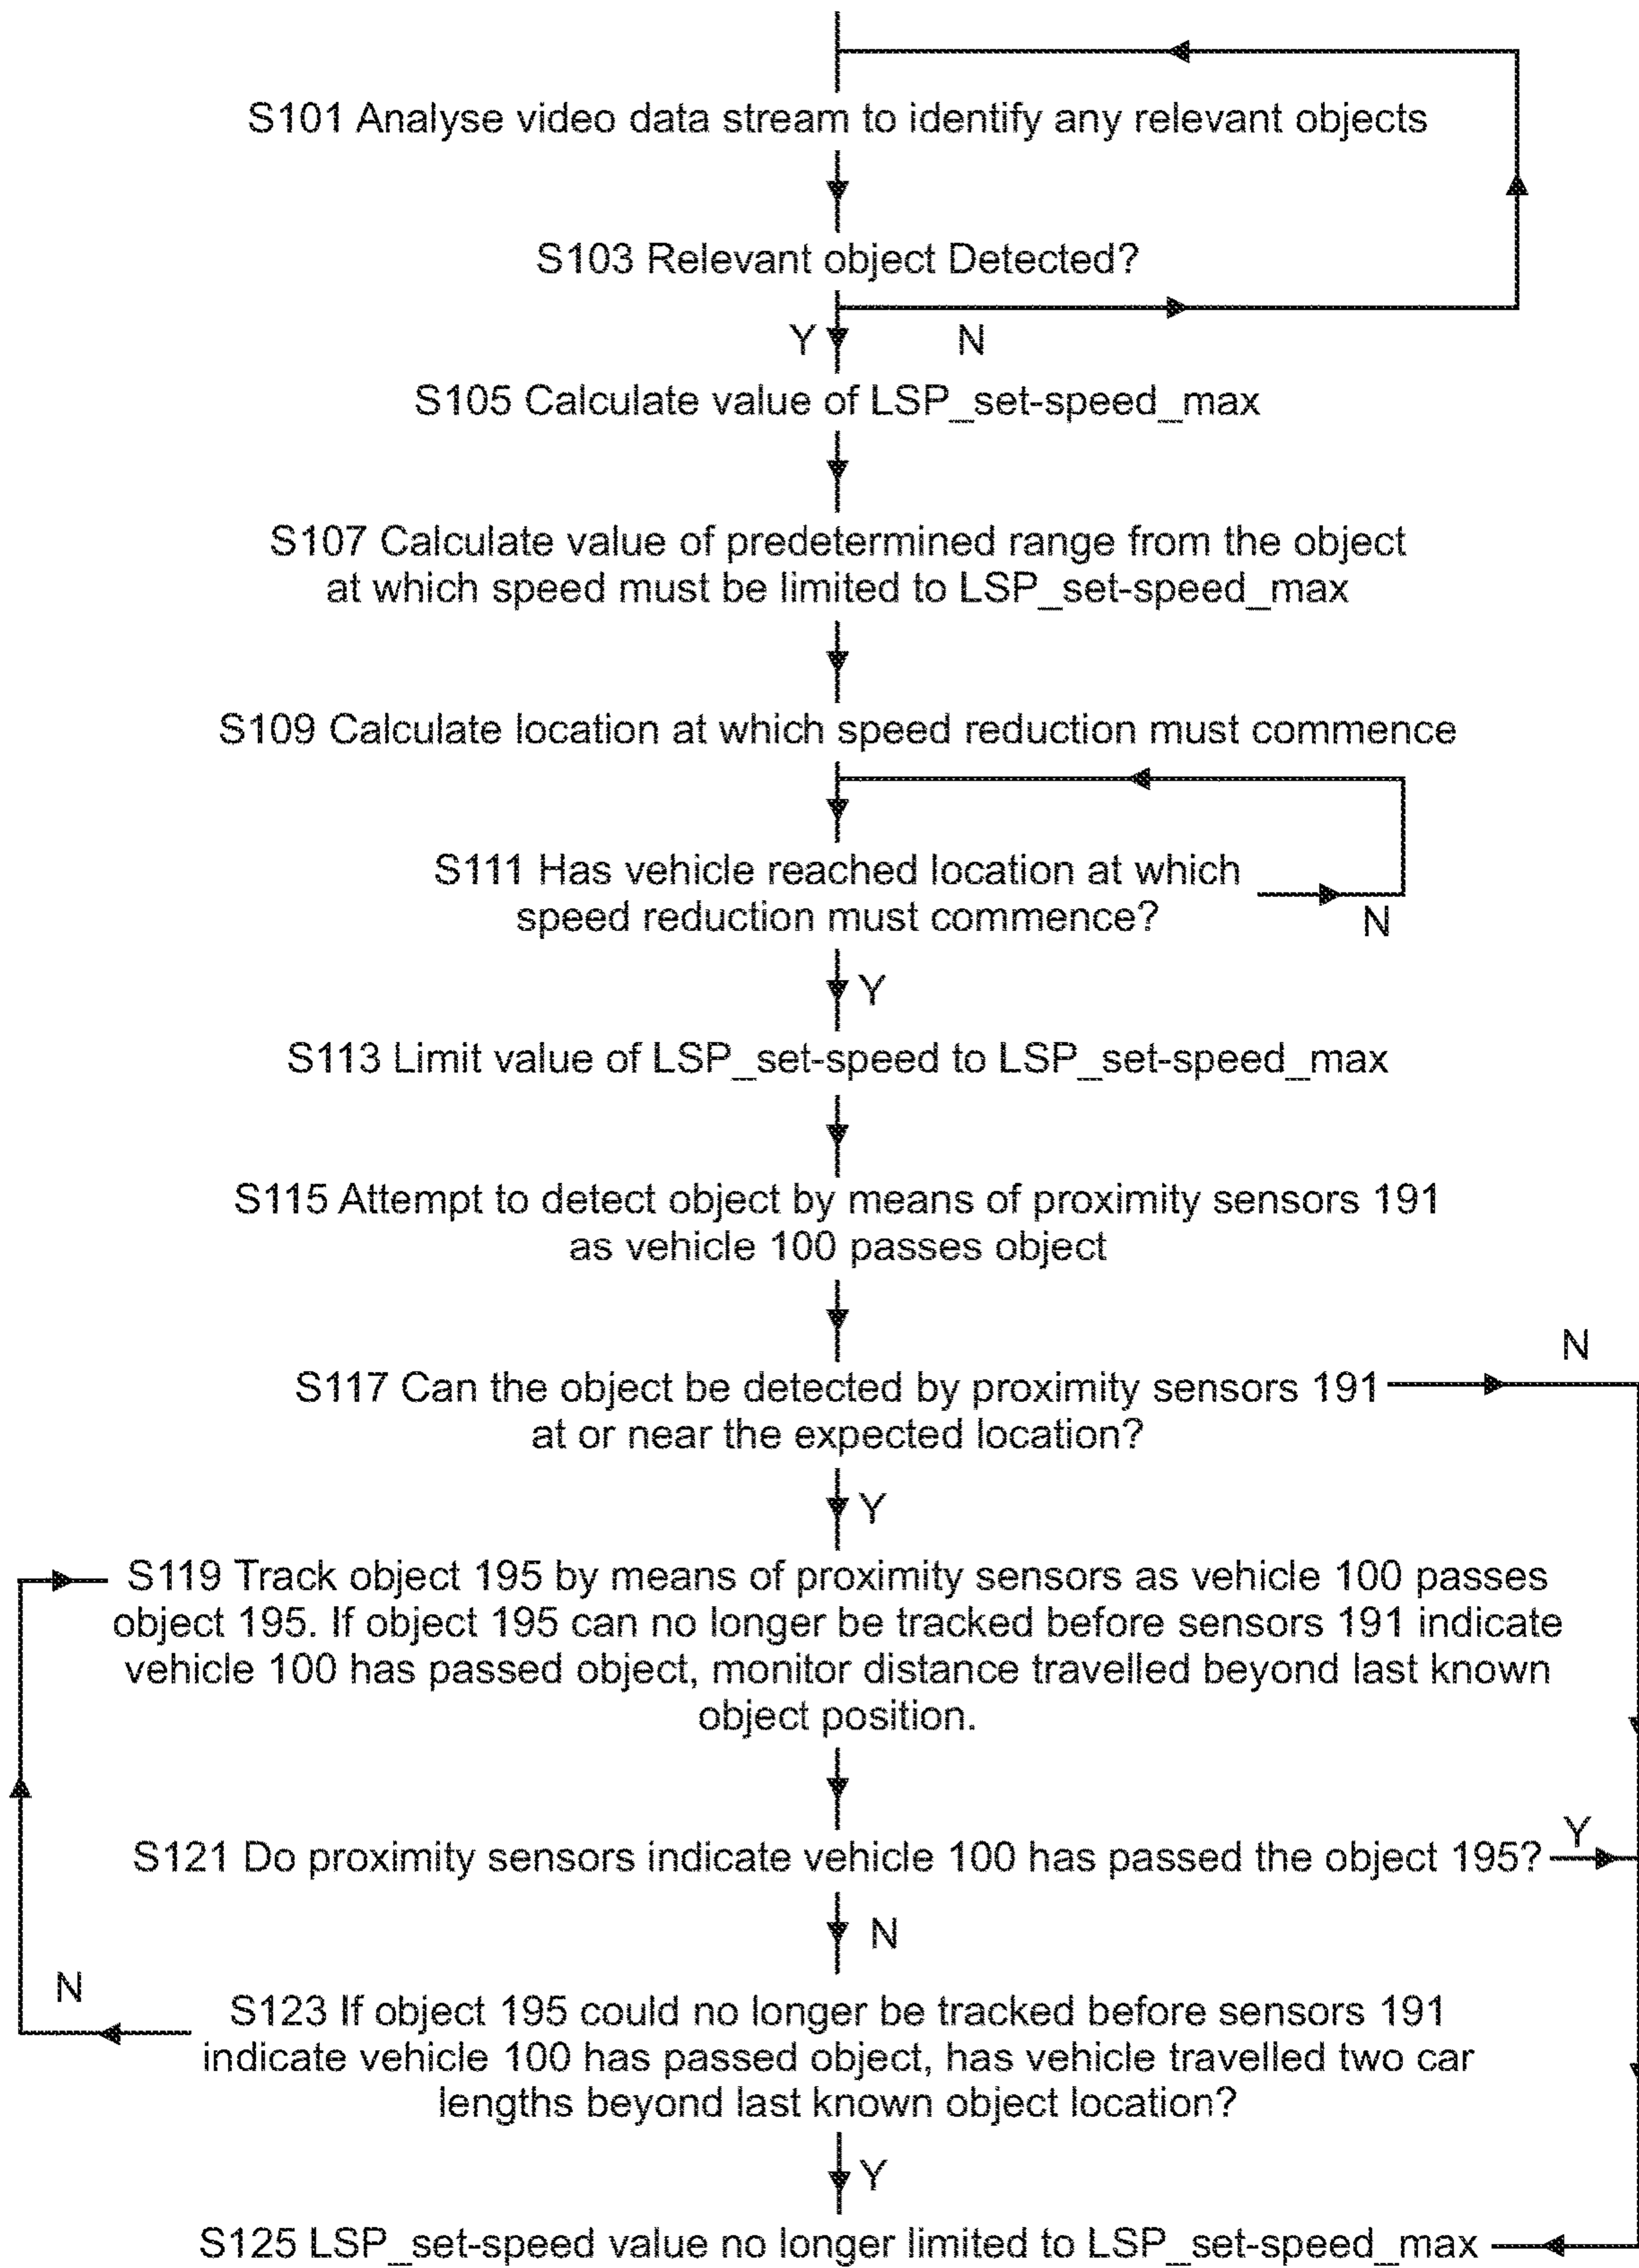 S101 Analyse video data stream to identify any relevant objects
S103 Relevant object Detected?
Y
N
S105 Calculate value of LSP_set-speed_max
S107 Calculate value of predetermined range from the object
at which speed must be limited to LSP_set-speed_max
S109 Calculate location at which speed reduction must commence
S111 Has vehicle reached location at which
speed reduction must commence?
N
Y
S113 Limit value of LSP_set-speed to LSP_set-speed_max
S115 Attempt to detect object by means of proximity sensors 191
as vehicle 100 passes object
N
S117 Can the object be detected by proximity sensors 191
at or near the expected location?
Y
S119 Track object 195 by means of proximity sensors as vehicle 100 passes
object 195. If object 195 can no longer be tracked before sensors 191 indicate
vehicle 100 has passed object, monitor distance travelled beyond last known
object position.
Y
S121 Do proximity sensors indicate vehicle 100 has passed the object 195?
N
N
S123 If object 195 could no longer be tracked before sensors 191
indicate vehicle 100 has passed object, has vehicle travelled two car
lengths beyond last known object location?
Y
S125 LSP_set-speed value no longer limited to LSP_set-speed_max